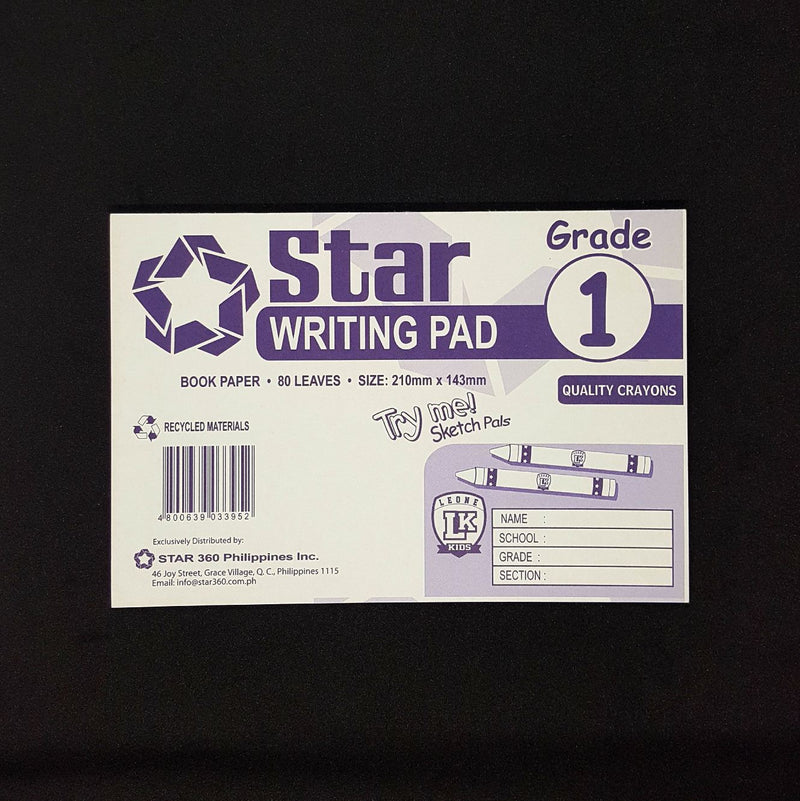 Star
WRITING PAD
Grade
1
BOOK PAPER • 80 LEAVES • SIZE: 210mm x 143mm
QUALITY CRAYONS
Try me!
Sketch Pals
RECYCLED MATERIALS
4 800639 033952
Exclusively Distributed by:
STAR 360 Philippines Inc.
46 Joy Street, Grace Village, Q. C., Philippines 1115
Email: info@star360.com.ph
LEONE
LK
KIDS
LK
LK
NAME :
SCHOOL :
GRADE :
SECTION :